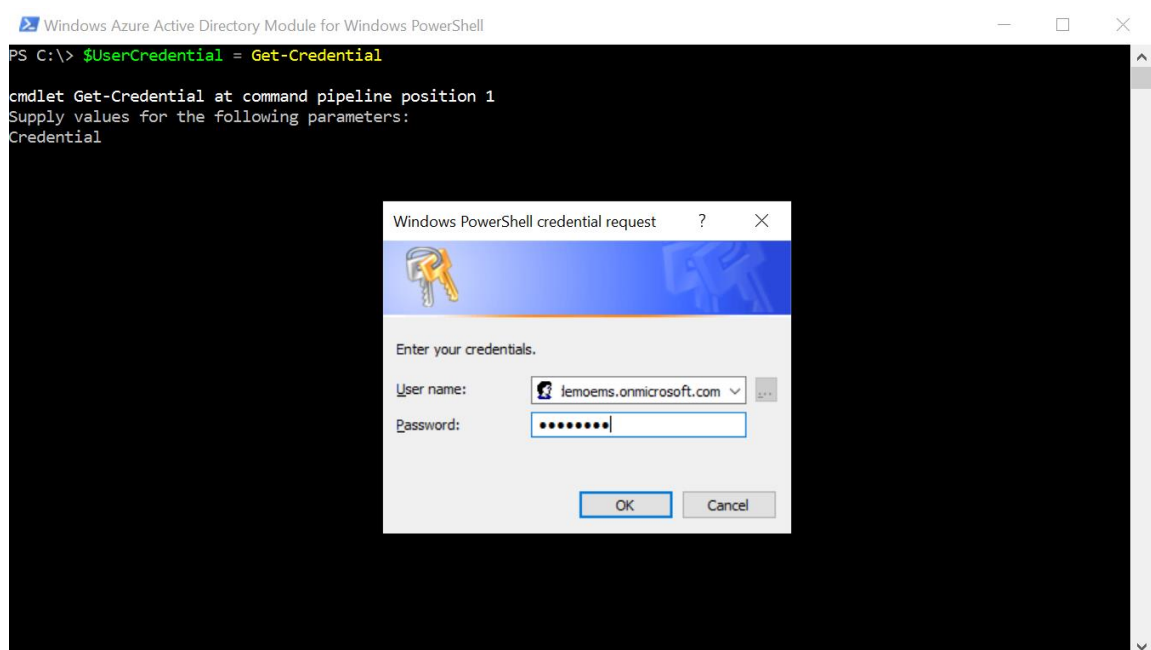 Windows Azure Active Directory Module for Windows PowerShell
PS C:\> $UserCredential = Get-Credential
cmdlet Get-Credential at command pipeline position 1
Supply values for the following parameters:
Credential
Windows PowerShell credential request ?
Enter your credentials.
User name: lemoems.onmicrosoft.com ...
Password: ••••••••
OK Cancel